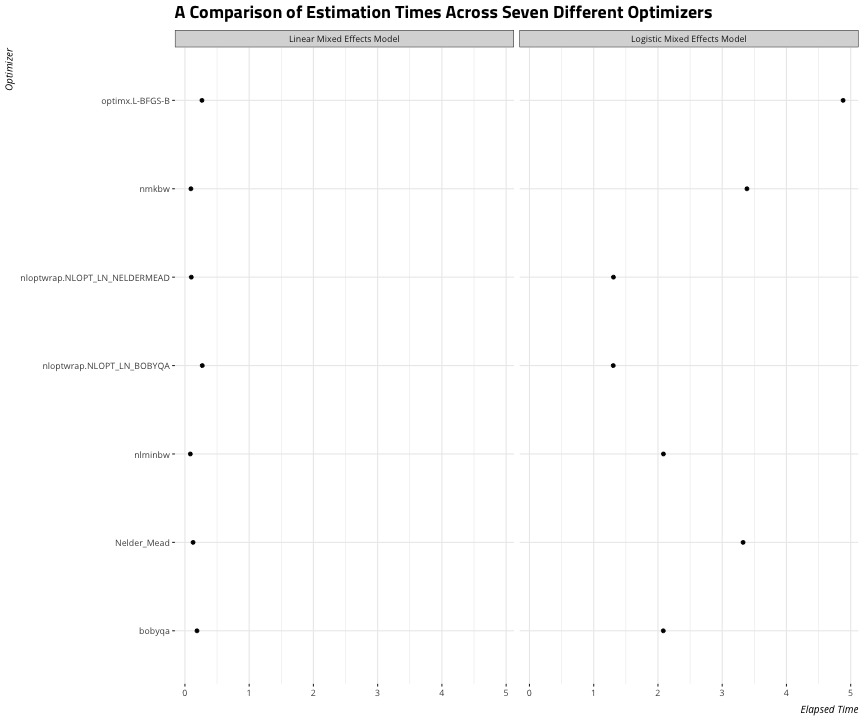 A Comparison of Estimation Times Across Seven Different Optimizers
Linear Mixed Effects Model
Logistic Mixed Effects Model
Optimizer
optimx.L-BFGS-B
nmkbw
nloptwrap.NLOPT_LN_NELDERMEAD
nloptwrap.NLOPT_LN_BOBYQA
nlminbw
Nelder_Mead
bobyqa
0 1 2 3 4 5
0 1 2 3 4 5
Elapsed Time